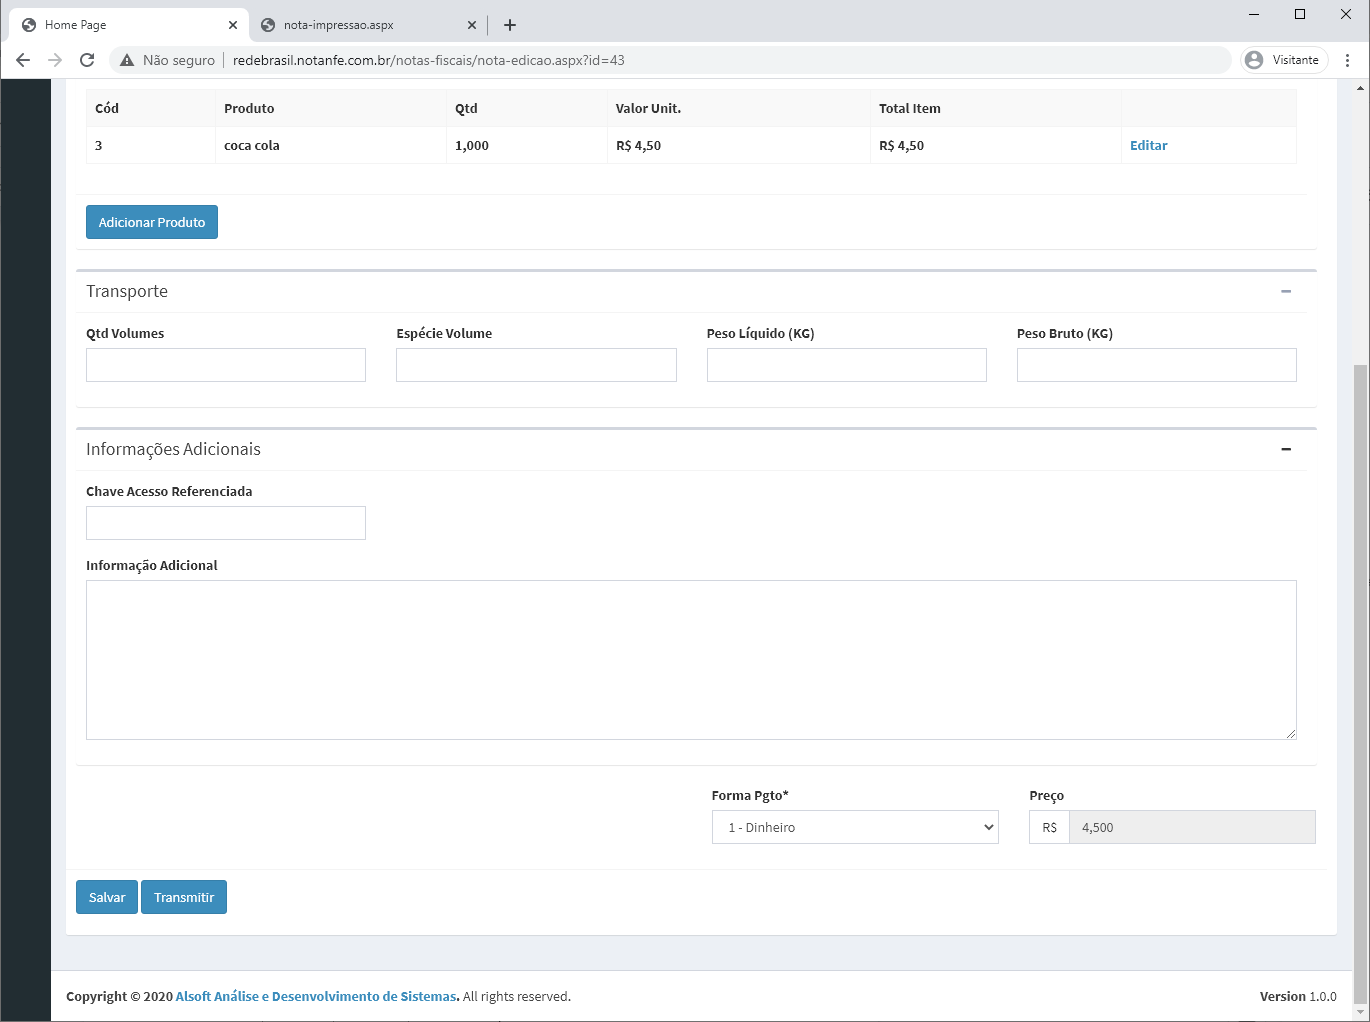 Home Page
nota-impressao.aspx
Não seguro
redebrasil.notanfe.com.br/notas-fiscais/nota-edicao.aspx?id=43
Visitante
Cód Produto Qtd Valor Unit. Total Item
3 coca cola 1,000 R$ 4,50 R$ 4,50 Editar
Adicionar Produto
Transporte
Qtd Volumes Espécie Volume Peso Líquido (KG) Peso Bruto (KG)
Informações Adicionais
Chave Acesso Referenciada
Informação Adicional
Forma Pgto* Preço
1 - Dinheiro R$ 4,500
Salvar Transmitir
Copyright © 2020 Alsoft Análise e Desenvolvimento de Sistemas. All rights reserved. Version 1.0.0